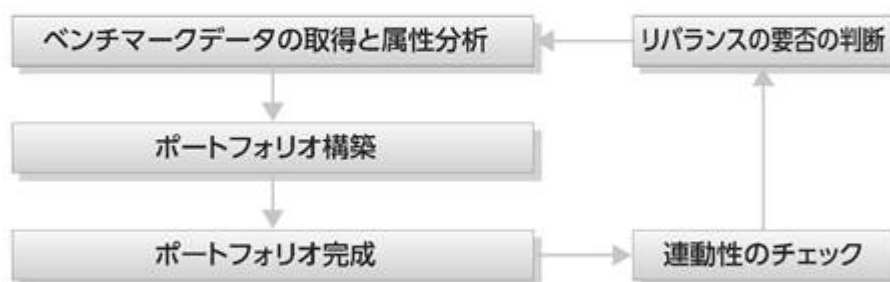 ベンチマークデータの取得と属性分析
リバランスの要否の判断
ポートフォリオ構築
ポートフォリオ完成
連動性のチェック